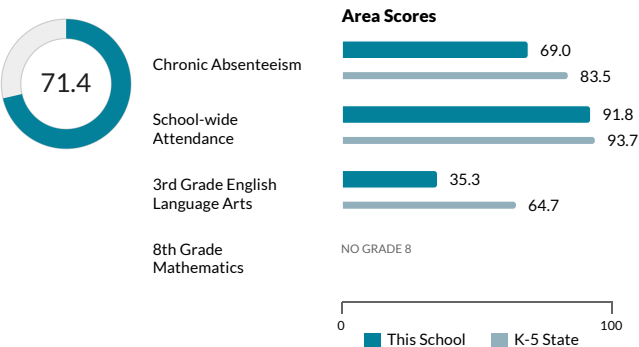 Area Scores
71.4
Chronic Absenteeism
69.0
83.5
School-wide
Attendance
91.8
93.7
3rd Grade English
Language Arts
35.3
64.7
8th Grade
Mathematics
NO GRADE 8
0
100
This School
K-5 State